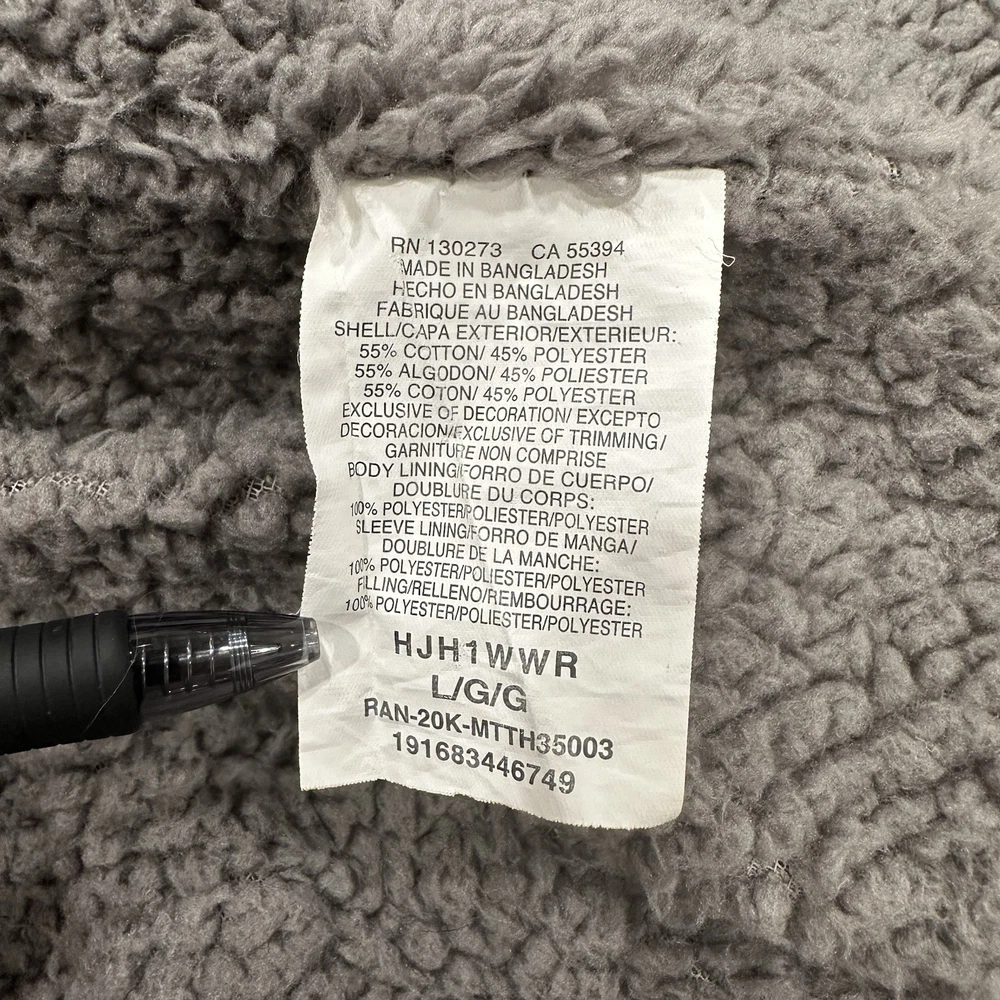 RN 130273 CA 55394
MADE IN BANGLADESH
HECHO EN BANGLADESH
FABRIQUE AU BANGLADESH
SHELL/CAPA EXTERIOR/EXTERIEUR:
55% COTTON/ 45% POLYESTER
55% ALGODON/ 45% POLIESTER
55% COTON/ 45% POLYESTER
EXCLUSIVE OF DECORATION/ EXCEPTO
DECORACION/EXCLUSIVE OF TRIMMING/
GARNITURE NON COMPRISE
BODY LINING/FORRO DE CUERPO/
DOUBLURE DU CORPS:
100% POLYESTER/POLIESTER/POLYESTER
SLEEVE LINING/FORRO DE MANGA/
DOUBLURE DE LA MANCHE:
100% POLYESTER/POLIESTER/POLYESTER
FILLING/RELLENO/REMBOURRAGE:
100% POLYESTER/POLIESTER/POLYESTER
HJH1WWR
L/G/G
RAN-20K-MTTH35003
191683446749